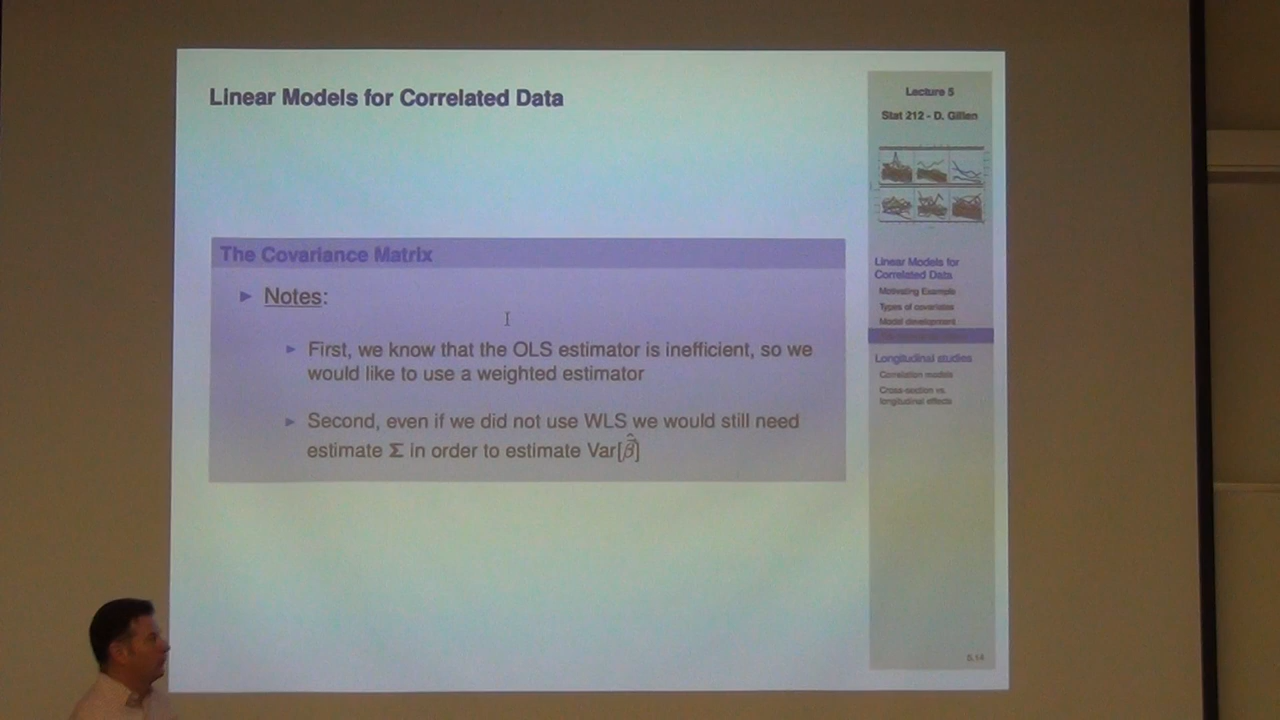 Linear Models for Correlated Data
The Covariance Matrix
Notes:
First, we know that the OLS estimator is inefficient, so we
would like to use a weighted estimator
Second, even if we did not use WLS we would still need
estimate Σ in order to estimate Var[β̂]
Lecture 5
Stat 212 - D. Gillen
Linear Models for
Correlated Data
Motivating Example
Types of covariates
Model development
Longitudinal studies
Correlation models
Cross-section vs.
longitudinal effects
5.14